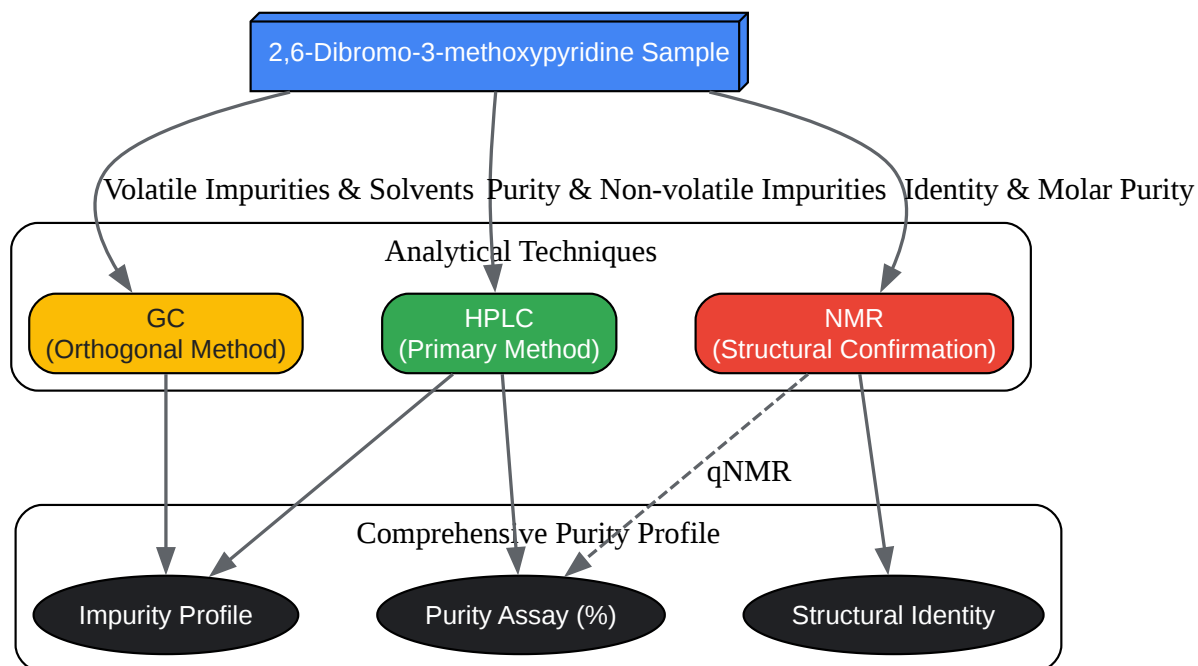 2,6-Dibromo-3-methoxypyridine Sample
Volatile Impurities & Solvents
Purity & Non-volatile Impurities
Identity & Molar Purity
Analytical Techniques
GC
(Orthogonal Method)
HPLC
(Primary Method)
NMR
(Structural Confirmation)
qNMR
Comprehensive Purity Profile
Impurity Profile
Purity Assay (%)
Structural Identity